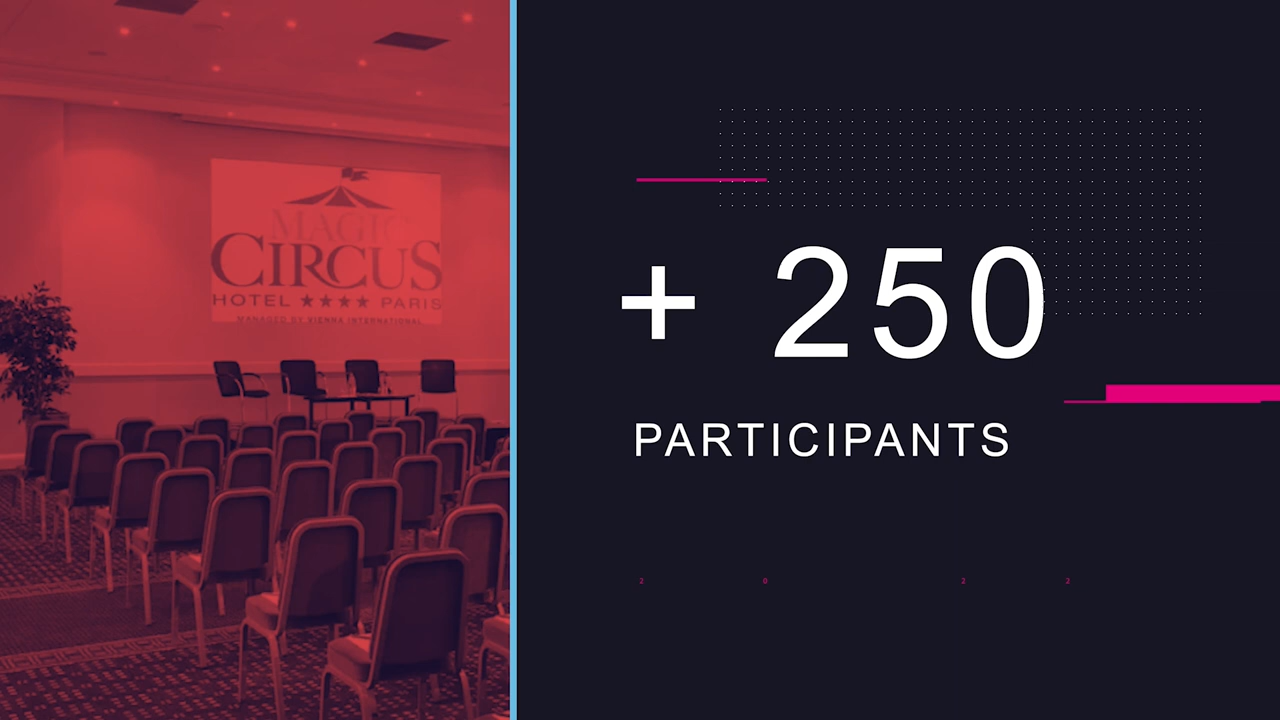 MAGIC
CIRCUS
HOTEL ★★★★ PARIS
MANAGED BY VIENNA INTERNATIONAL
+ 250
PARTICIPANTS
2 0 2 2